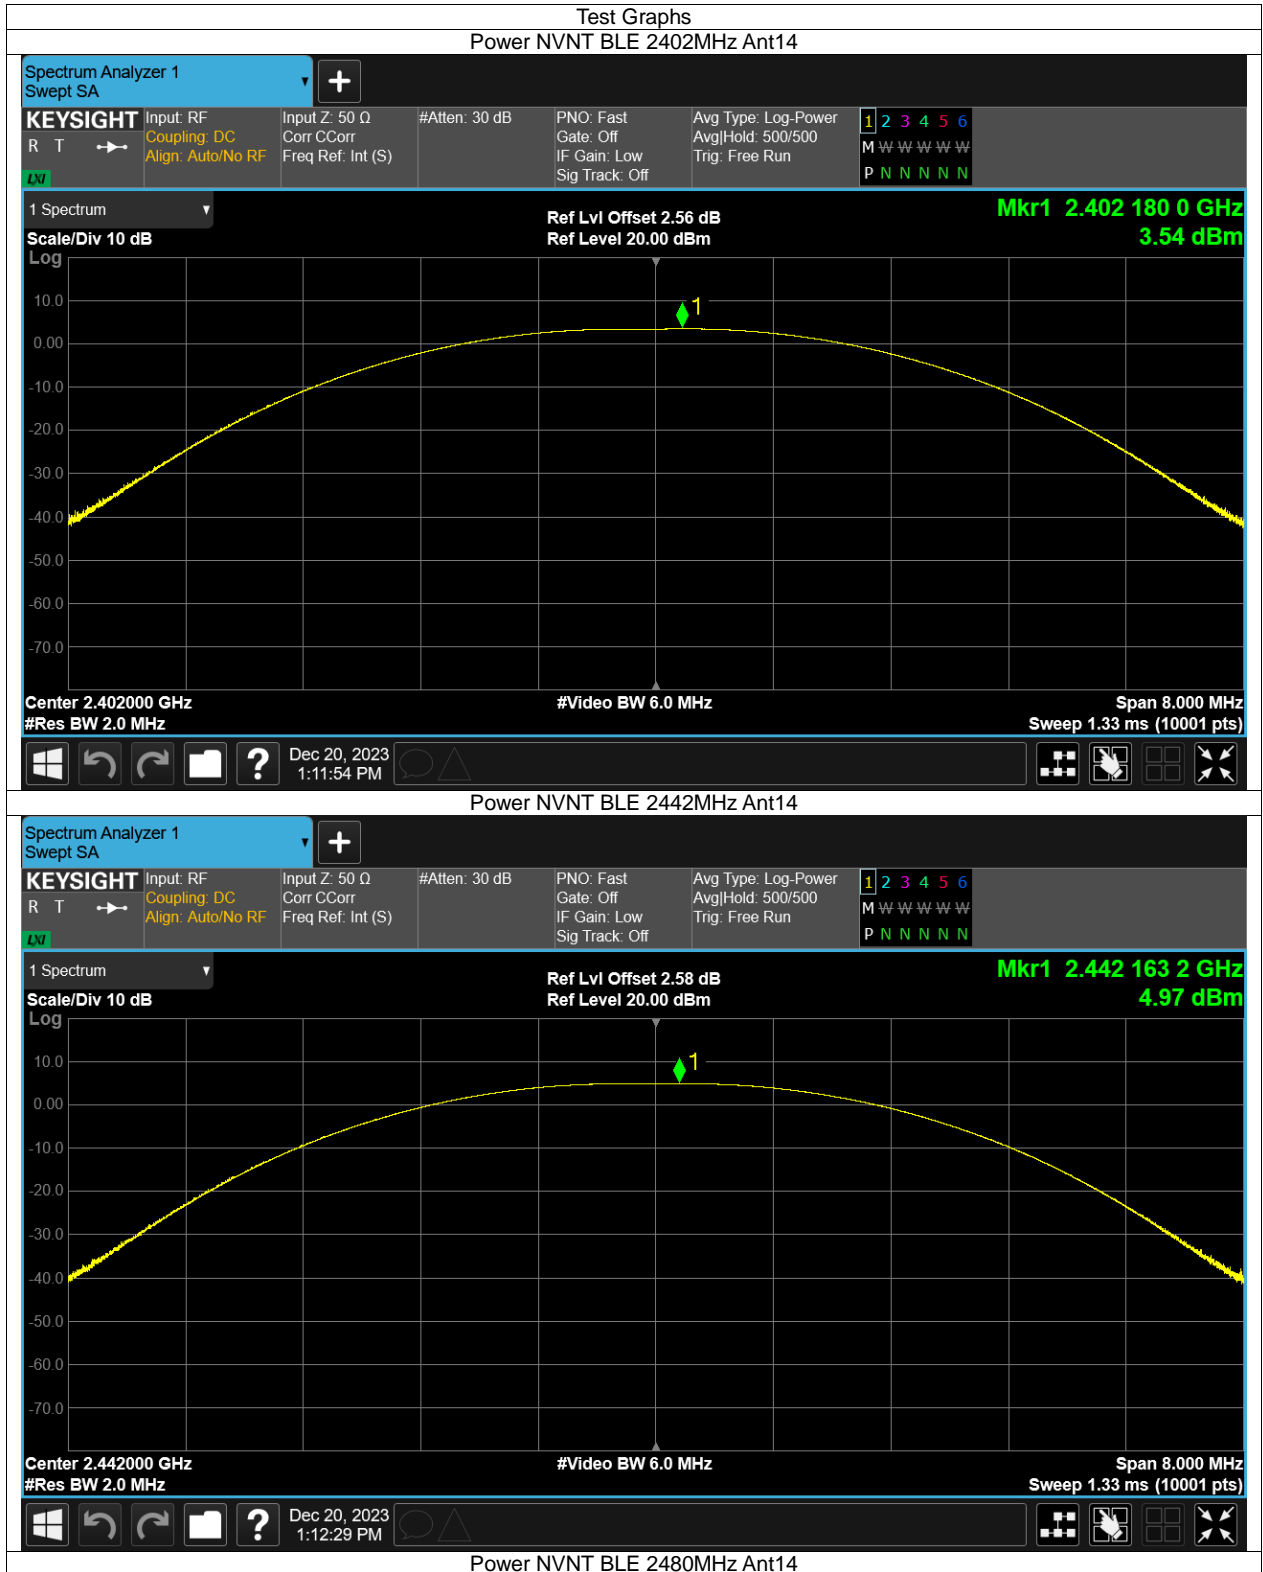 Test Graphs
Power NVNT BLE 2402MHz Ant14
Spectrum Analyzer 1
Swept SA
KEYSIGHT
R T
LXI
Input: RF
Coupling: DC
Align: Auto/No RF
Input Z: 50 Ω
Corr CCorr
Freq Ref: Int (S)
#Atten: 30 dB
PNO: Fast
Gate: Off
IF Gain: Low
Sig Track: Off
Avg Type: Log-Power
Avg|Hold: 500/500
Trig: Free Run
1 2 3 4 5 6
M W W W W W
P N N N N N
1 Spectrum
Scale/Div 10 dB
Ref Lvl Offset 2.56 dB
Ref Level 20.00 dBm
Mkr1 2.402 180 0 GHz
3.54 dBm
Log
1
10.0
0.00
-10.0
-20.0
-30.0
-40.0
-50.0
-60.0
-70.0
Center 2.402000 GHz
#Video BW 6.0 MHz
Span 8.000 MHz
#Res BW 2.0 MHz
Sweep 1.33 ms (10001 pts)
?
Dec 20, 2023
1:11:54 PM
Power NVNT BLE 2442MHz Ant14
Spectrum Analyzer 1
Swept SA
KEYSIGHT
R T
LXI
Input: RF
Coupling: DC
Align: Auto/No RF
Input Z: 50 Ω
Corr CCorr
Freq Ref: Int (S)
#Atten: 30 dB
PNO: Fast
Gate: Off
IF Gain: Low
Sig Track: Off
Avg Type: Log-Power
Avg|Hold: 500/500
Trig: Free Run
1 2 3 4 5 6
M W W W W W
P N N N N N
1 Spectrum
Scale/Div 10 dB
Ref Lvl Offset 2.58 dB
Ref Level 20.00 dBm
Mkr1 2.442 163 2 GHz
4.97 dBm
Log
1
10.0
0.00
-10.0
-20.0
-30.0
-40.0
-50.0
-60.0
-70.0
Center 2.442000 GHz
#Video BW 6.0 MHz
Span 8.000 MHz
#Res BW 2.0 MHz
Sweep 1.33 ms (10001 pts)
?
Dec 20, 2023
1:12:29 PM
Power NVNT BLE 2480MHz Ant14